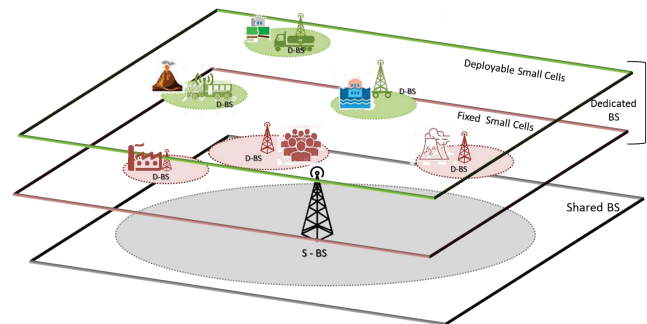 D-BS
Deployable Small Cells
D-BS
D-BS
Dedicated
BS
Fixed Small Cells
D-BS
D-BS
D-BS
Shared BS
S - BS